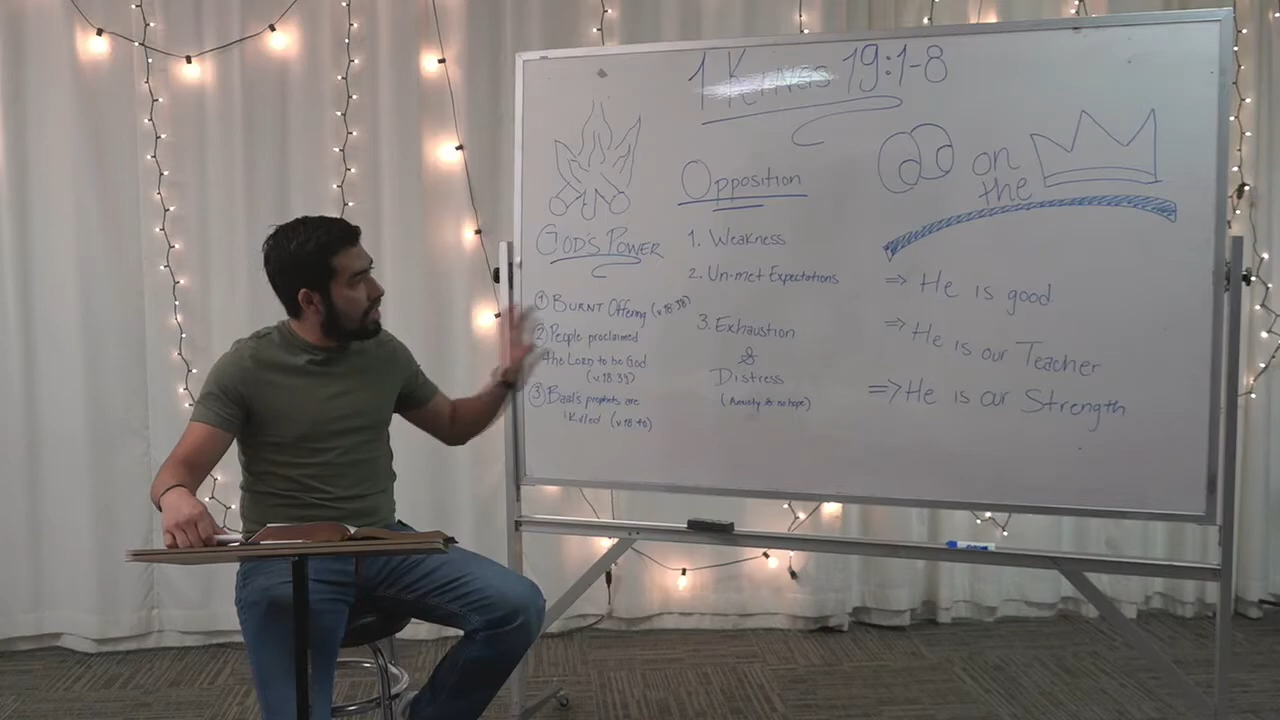 1 Kings 19:1-8
GOD'S POWER
① BURNT Offering (v.18:38)
② People proclaimed
the LORD to be God
(v.18:39)
③ Baal's prophets are
killed (v.18:40)
Opposition
1. Weakness
2. Un-met Expectations
3. Exhaustion
&
Distress
(Anxiety & no hope)
on
the
⇒ He is good
⇒ He is our Teacher
⇒ He is our Strength